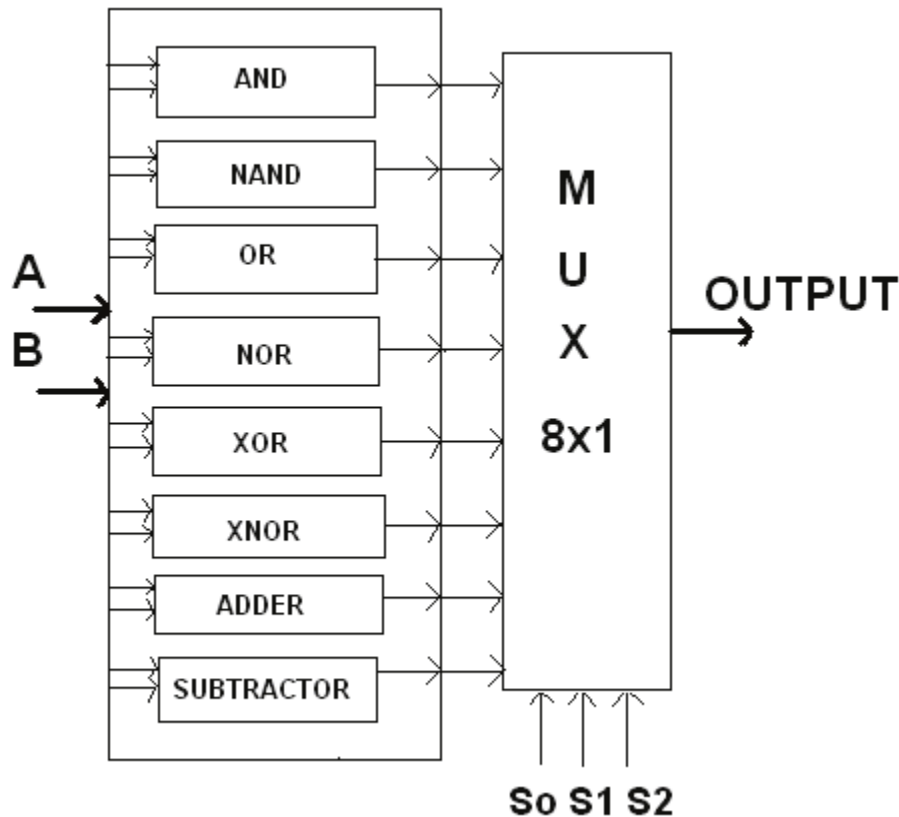 A
B
AND
NAND
OR
NOR
XOR
XNOR
ADDER
SUBTRACTOR
M
U
X
8x1
OUTPUT
So S1 S2